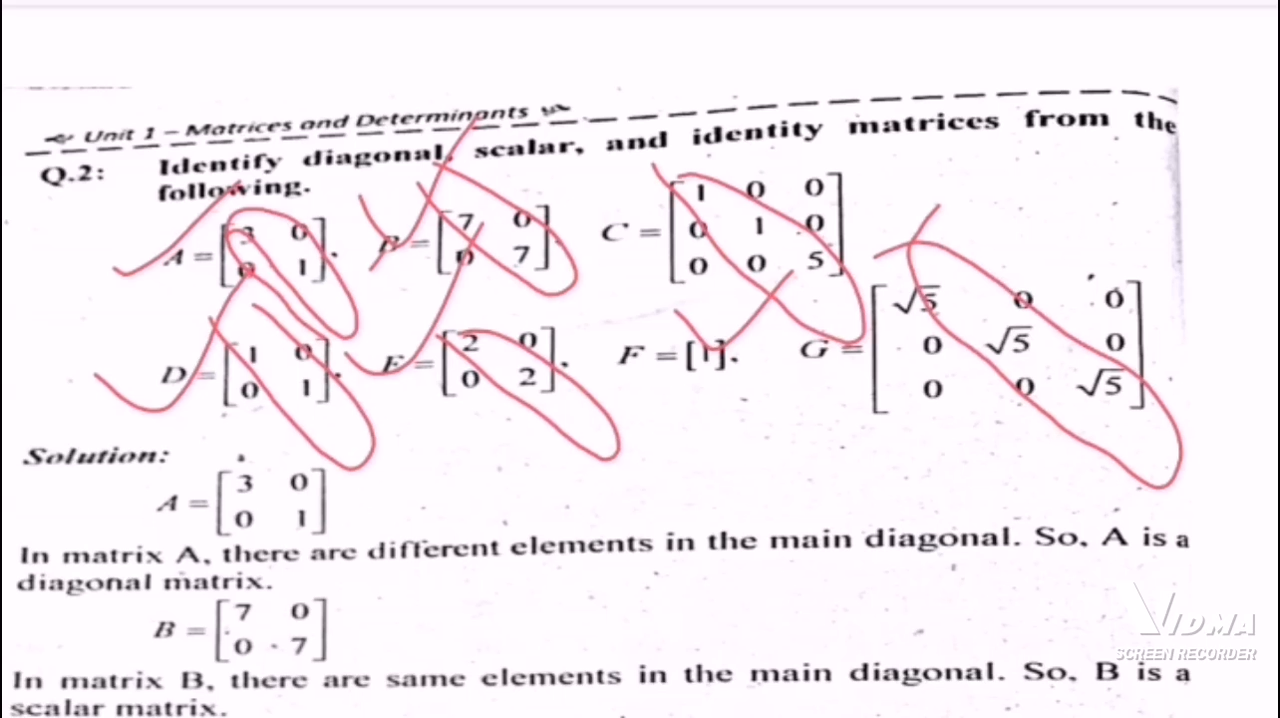 Unit 1 – Matrices and Determinants
Q.2: Identify diagonal, scalar, and identity matrices from the
following.
A = [3 0; 0 1], B = [7 0; 0 7] C = [1 0 0; 0 1 0; 0 0 5]
D = [1 0; 0 1], E = [2 0; 0 2], F = [1], G = [√5 0 0; 0 √5 0; 0 0 √5]
Solution:
A = [3 0; 0 1]
In matrix A, there are different elements in the main diagonal. So, A is a
diagonal matrix.
B = [7 0; 0 7]
In matrix B, there are same elements in the main diagonal. So, B is a
scalar matrix.
VIDMA
SCREEN RECORDER